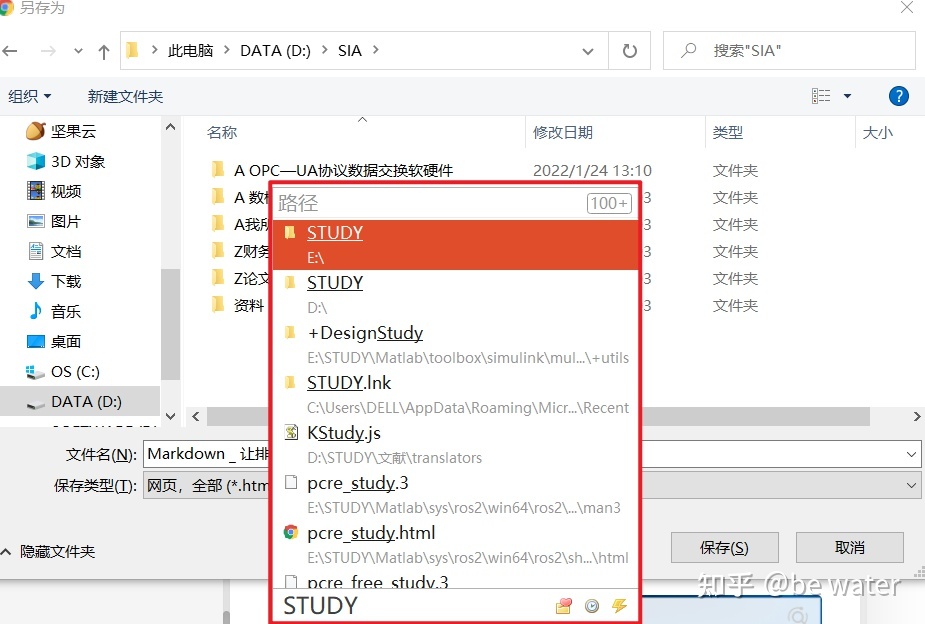 另存为
此电脑 > DATA (D:) > SIA >
搜索"SIA"
组织
新建文件夹
?
坚果云
3D 对象
视频
图片
文档
下载
音乐
桌面
OS (C:)
DATA (D:)
名称 修改日期 类型 大小
A OPC—UA协议数据交换软硬件 2022/1/24 13:10 文件夹
A 数 3 文件夹
A我所 3 文件夹
Z财务 3 文件夹
Z论文 3 文件夹
资料 3 文件夹
路径 100+
STUDY
E:\
STUDY
D:\
+DesignStudy
E:\STUDY\Matlab\toolbox\simulink\mul...\+utils
STUDY.lnk
C:\Users\DELL\AppData\Roaming\Micr...\Recent
KStudy.js
D:\STUDY\文献\translators
pcre_study.3
E:\STUDY\Matlab\sys\ros2\win64\ros2\...\man3
pcre_study.html
E:\STUDY\Matlab\sys\ros2\win64\ros2\sh...\html
pcre_free_study.3
STUDY
文件名(N): Markdown _ 让排
保存类型(T): 网页，全部 (*.htm
隐藏文件夹
保存(S) 取消
知乎 @be water